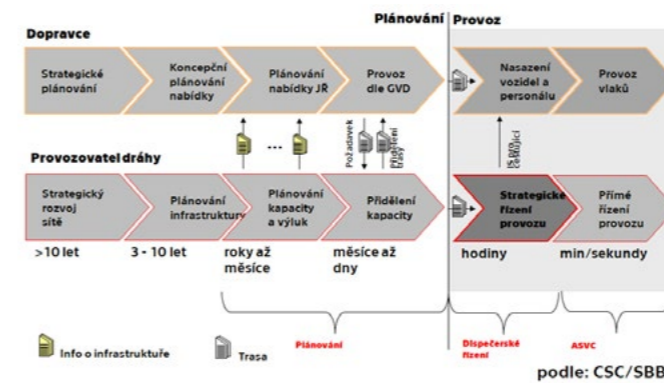 Plánování Provoz
Dopravce
Strategické
plánování
Koncepční
plánování
nabídky
Plánování
nabídky JŘ
Provoz
dle GVD
Nasazení
vozidel a
personálu
Provoz
vlaků
...
Požadavek
Přidělení
trasy
IS pro
cestující
Provozovatel dráhy
Strategický
rozvoj
sítě
Plánování
infrastruktury
Plánování
kapacity
a výluk
Přidělení
kapacity
Strategické
řízení
provozu
Přímé
řízení
provozu
>10 let
3 - 10 let
roky až
měsíce
měsíce až
dny
hodiny
min/sekundy
Plánování
Dispečerské
řízení
ASVC
Info o infrastruktuře
Trasa
podle: CSC/SBB